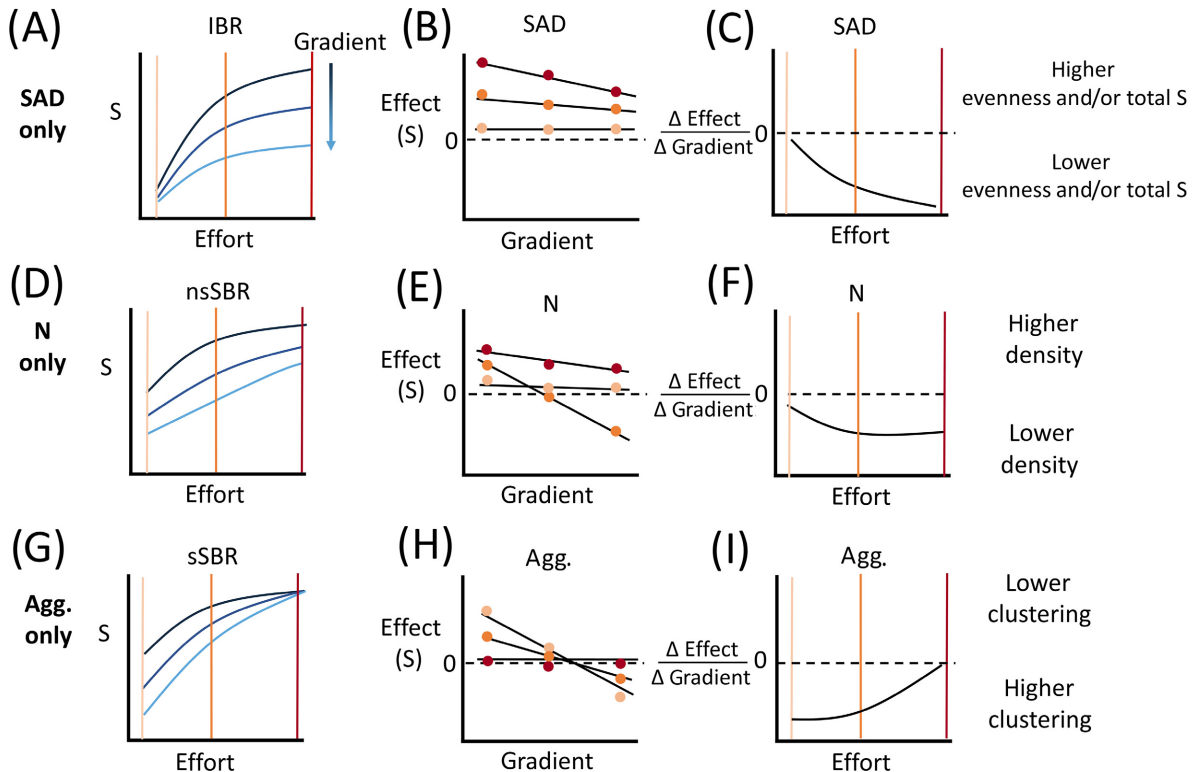 (A)
IBR
Gradient
SAD
only
S
Effort
(B)
SAD
Effect
(S)
0
Gradient
(C)
SAD
Δ Effect
Δ Gradient
0
Effort
Higher
evenness and/or total S
Lower
evenness and/or total S
(D)
nsSBR
N
only
S
Effort
(E)
N
Effect
(S)
0
Gradient
(F)
N
Δ Effect
Δ Gradient
0
Effort
Higher
density
Lower
density
(G)
sSBR
Agg.
only
S
Effort
(H)
Agg.
Effect
(S)
0
Gradient
(I)
Agg.
Δ Effect
Δ Gradient
0
Effort
Lower
clustering
Higher
clustering